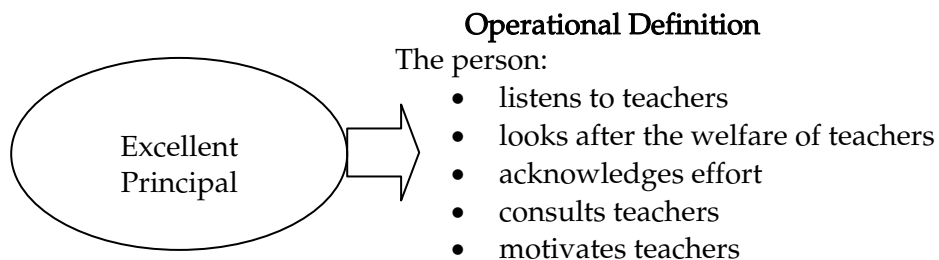 Operational Definition
The person:
• listens to teachers
• looks after the welfare of teachers
• acknowledges effort
• consults teachers
• motivates teachers
Excellent
Principal